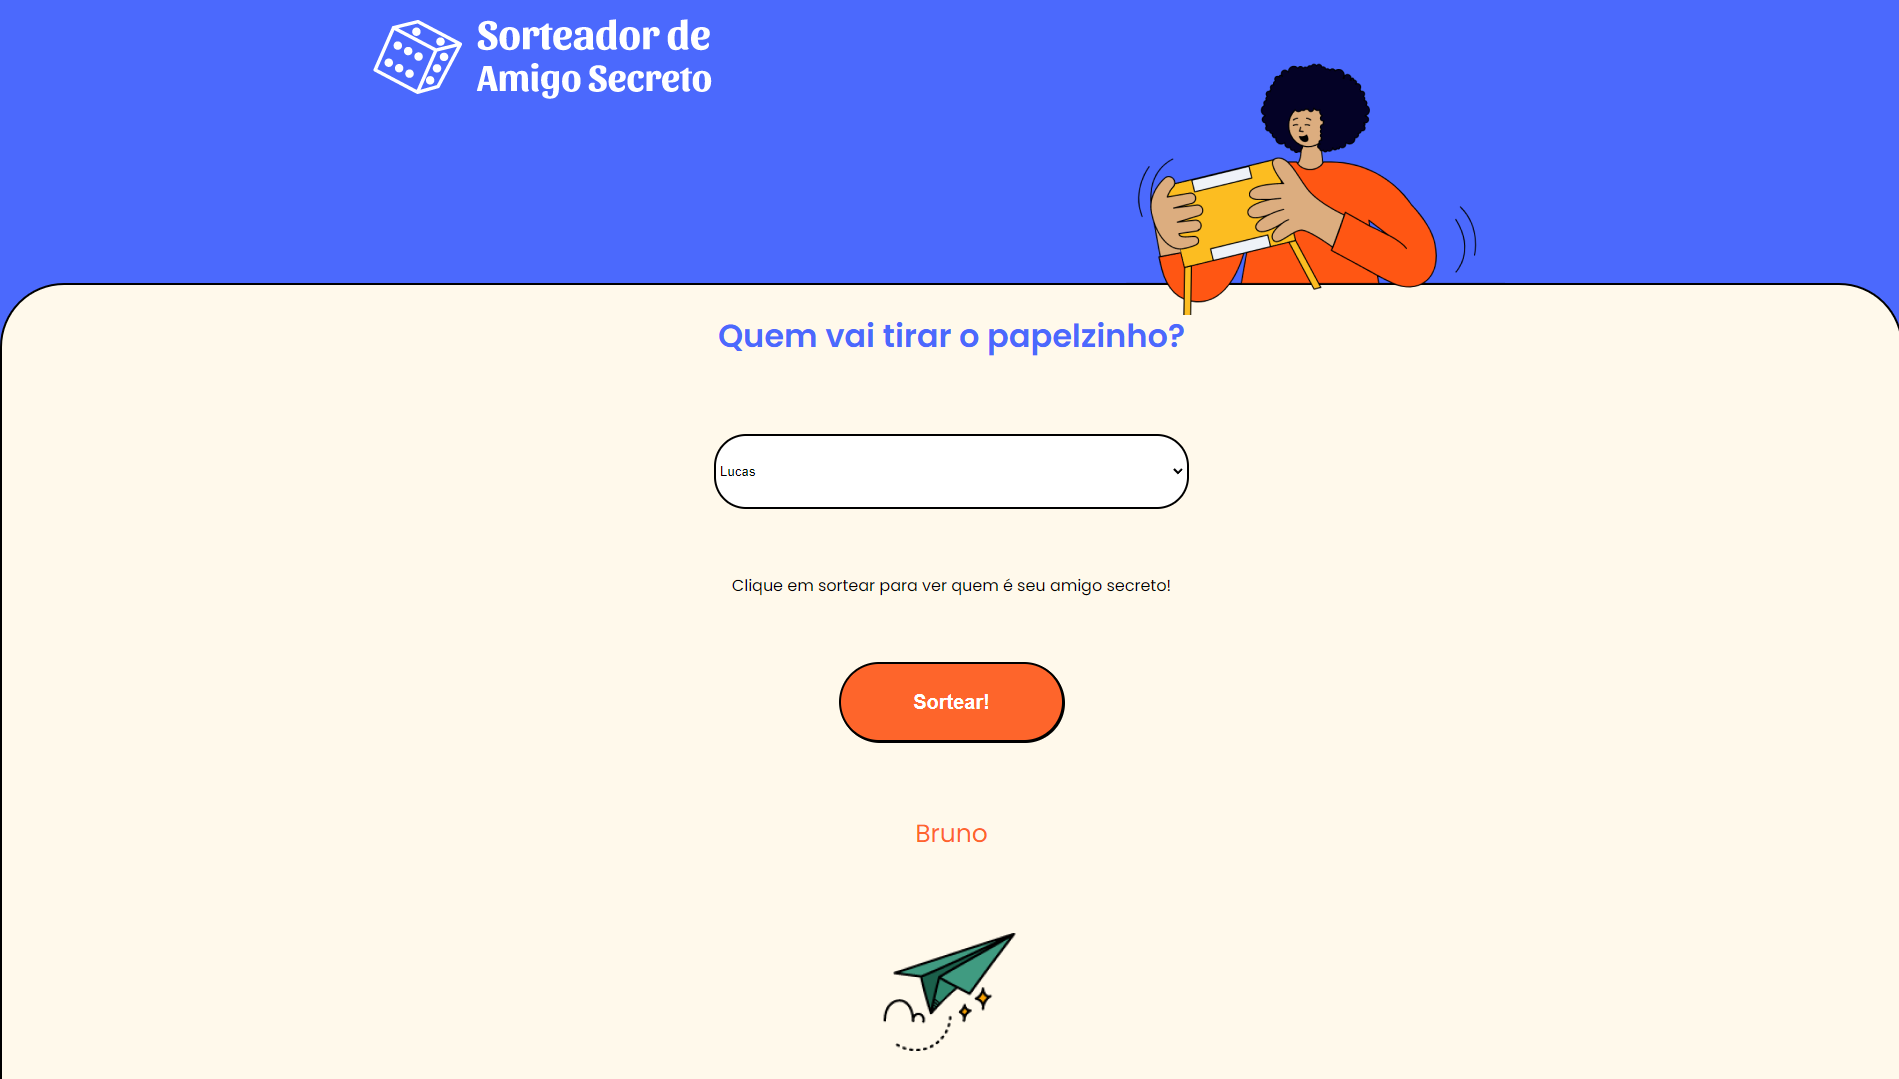 Sorteador de
Amigo Secreto
Quem vai tirar o papelzinho?
Lucas
Clique em sortear para ver quem é seu amigo secreto!
Sortear!
Bruno